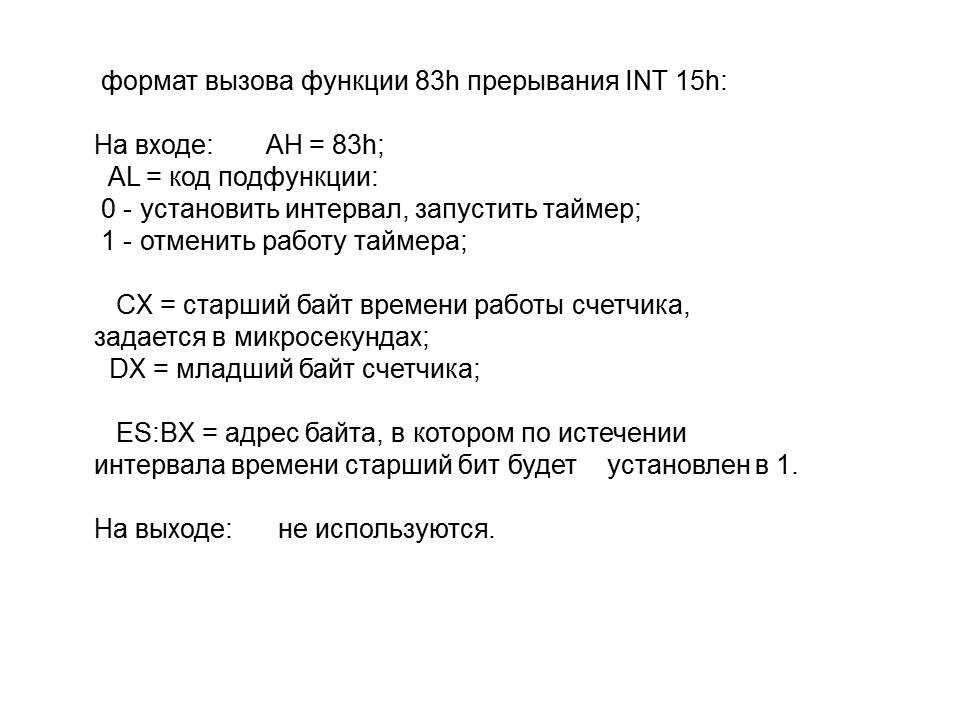 формат вызова функции 83h прерывания INT 15h:
На входе: AH = 83h;
AL = код подфункции:
0 - установить интервал, запустить таймер;
1 - отменить работу таймера;
CX = старший байт времени работы счетчика,
задается в микросекундах;
DX = младший байт счетчика;
ES:BX = адрес байта, в котором по истечении
интервала времени старший бит будет установлен в 1.
На выходе: не используются.